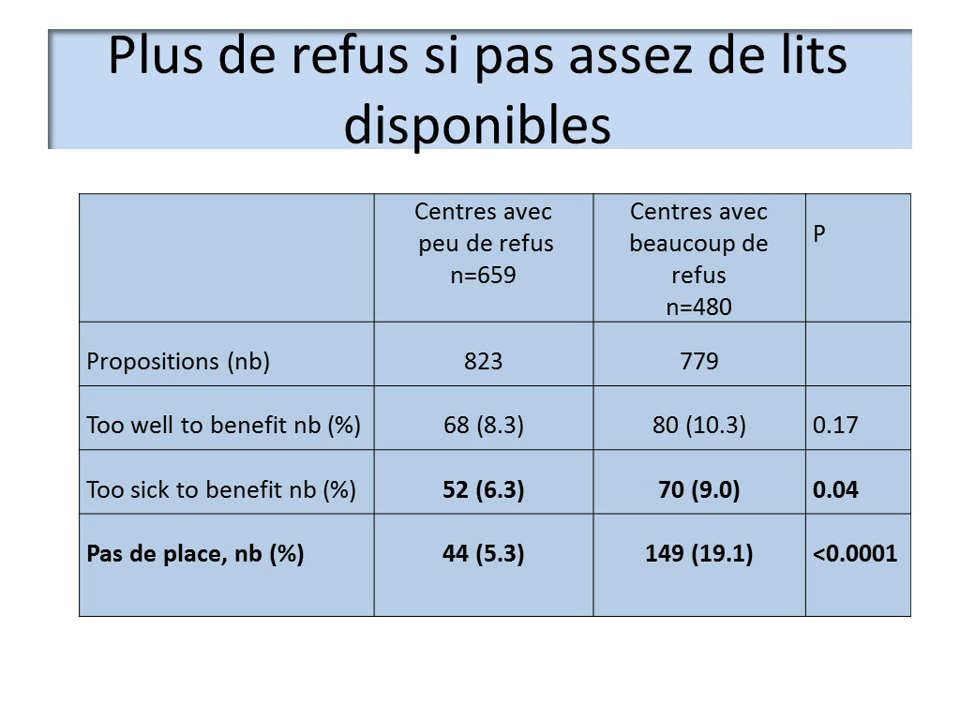 Plus de refus si pas assez de lits
disponibles
Centres avec
peu de refus
n=659
Centres avec
beaucoup de
refus
n=480
P
Propositions (nb)
823
779
Too well to benefit nb (%)
68 (8.3)
80 (10.3)
0.17
Too sick to benefit nb (%)
52 (6.3)
70 (9.0)
0.04
Pas de place, nb (%)
44 (5.3)
149 (19.1)
<0.0001